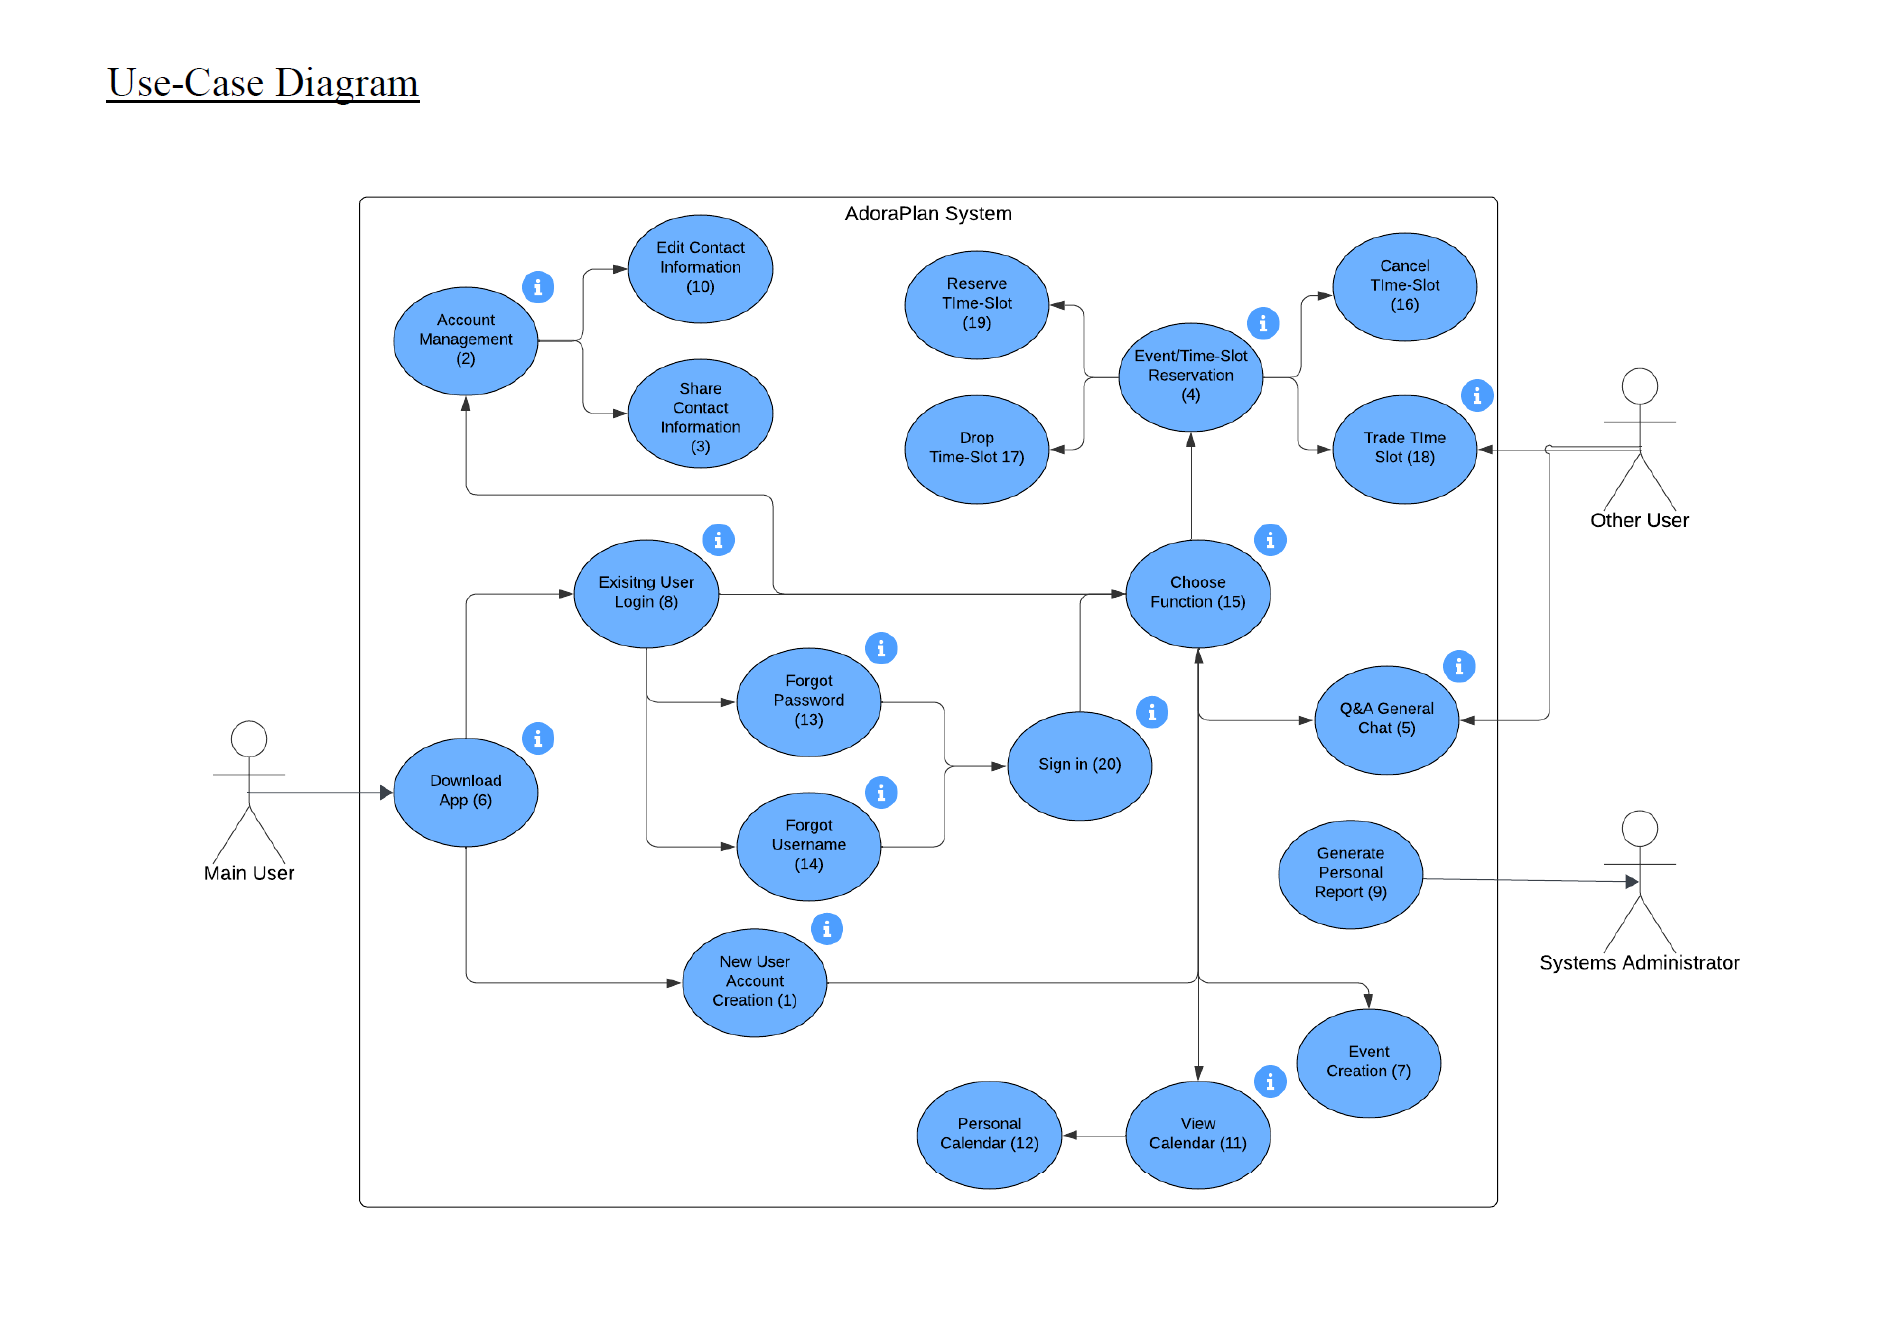 Use-Case Diagram
AdoraPlan System
Edit Contact
Information
(10)
Account
Management
(2)
Share
Contact
Information
(3)
Reserve
TIme-Slot
(19)
Cancel
TIme-Slot
(16)
Event/Time-Slot
Reservation
(4)
Drop
Time-Slot 17)
Trade TIme
Slot (18)
Other User
Exisitng User
Login (8)
Choose
Function (15)
Forgot
Password
(13)
Q&A General
Chat (5)
Download
App (6)
Main User
Sign in (20)
Forgot
Username
(14)
Generate
Personal
Report (9)
Systems Administrator
New User
Account
Creation (1)
Event
Creation (7)
Personal
Calendar (12)
View
Calendar (11)